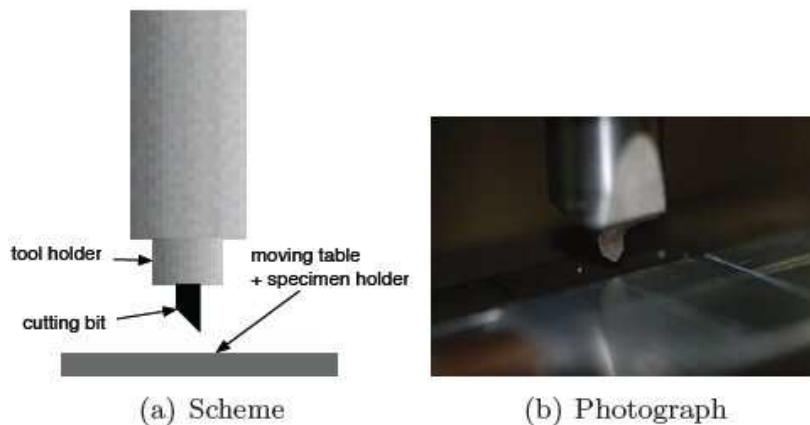 tool holder
moving table
+ specimen holder
cutting bit
(a) Scheme
(b) Photograph